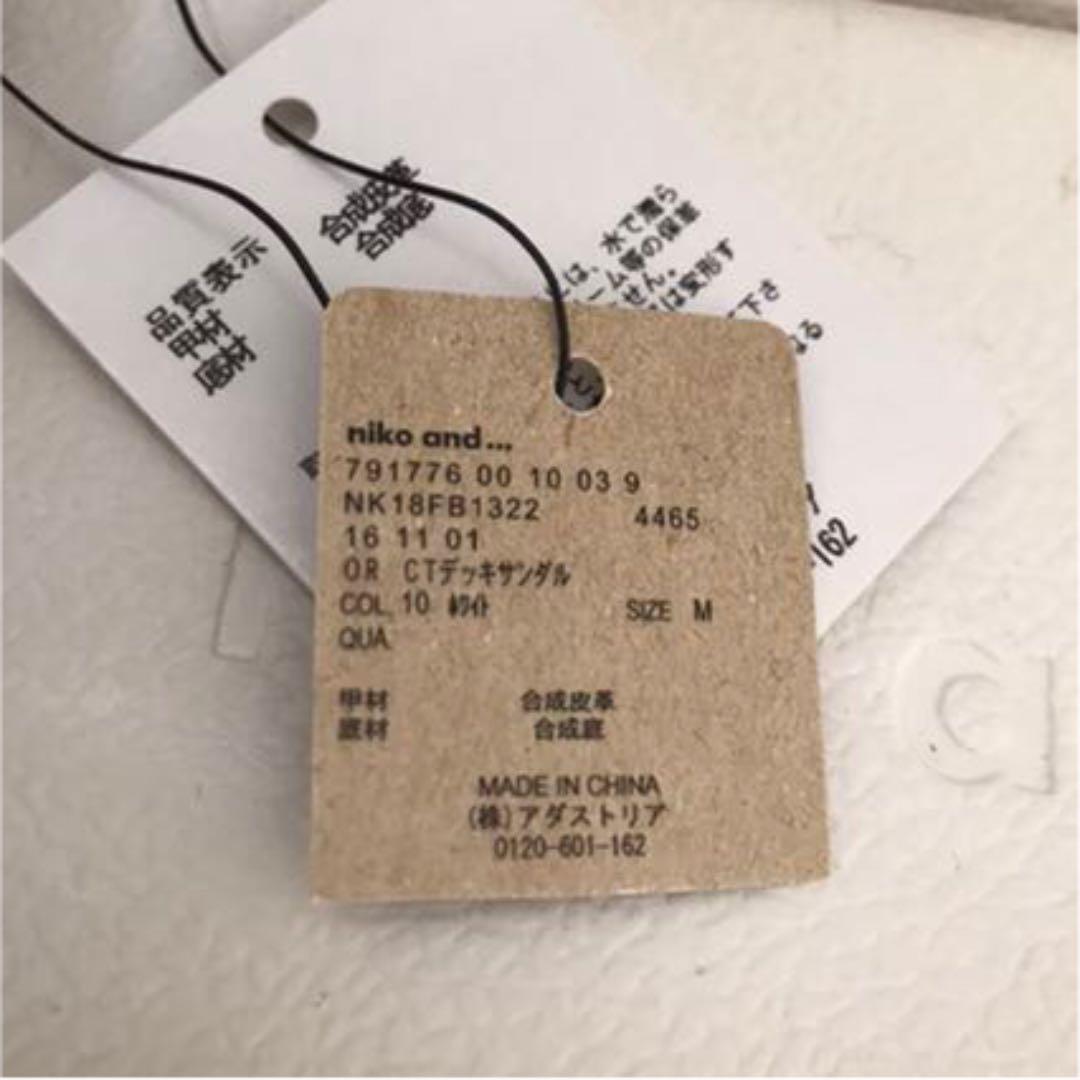 品質表示
甲材 合成皮革
底材 合成底
は、水で濡ら
ーム等の保革
せん。
は変形す
下さ
なる
162
niko and...
791776 00 10 03 9
NK18FB1322 4465
16 11 01
OR CTデッキサンダル
COL 10 ホワイト SIZE M
QUA
甲材 合成皮革
底材 合成底
MADE IN CHINA
(株)アダストリア
0120-601-162